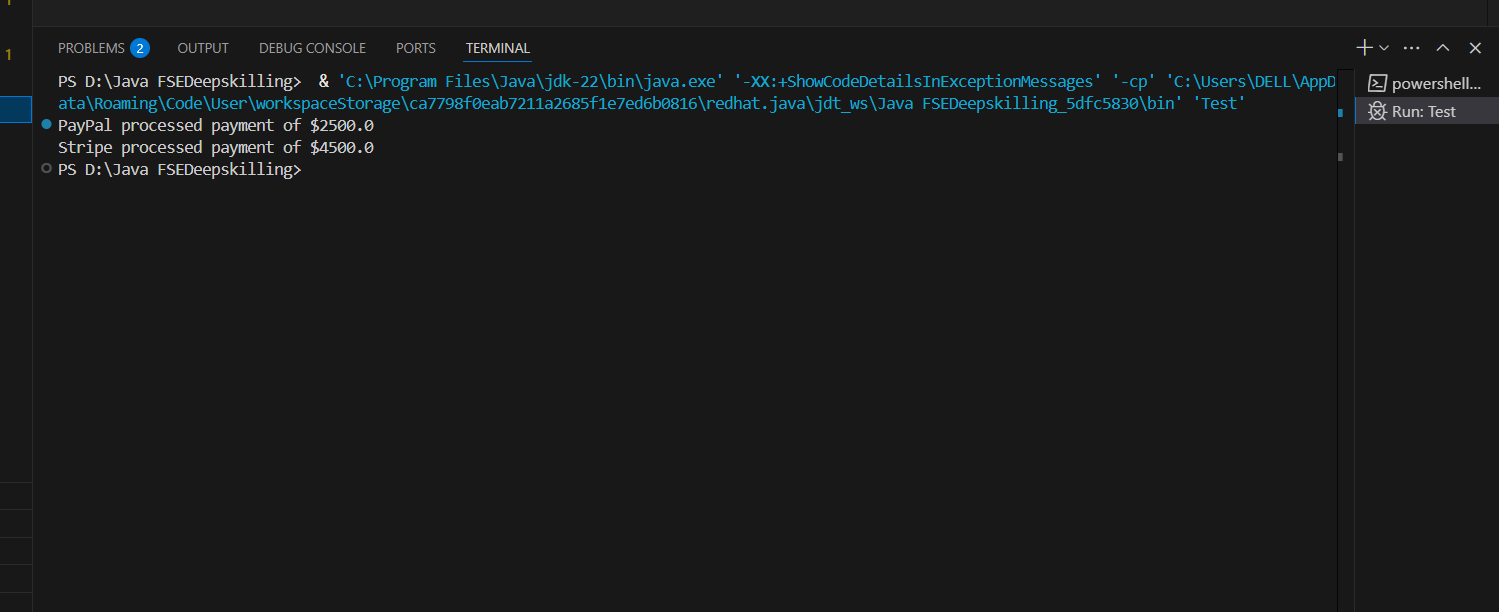 1
PROBLEMS 2 OUTPUT DEBUG CONSOLE PORTS TERMINAL
PS D:\Java FSEDeepskilling>  & 'C:\Program Files\Java\jdk-22\bin\java.exe' '-XX:+ShowCodeDetailsInExceptionMessages' '-cp' 'C:\Users\DELL\AppD
ata\Roaming\Code\User\workspaceStorage\ca7798f0eab7211a2685f1e7ed6b0816\redhat.java\jdt_ws\Java FSEDeepskilling_5dfc5830\bin' 'Test'
PayPal processed payment of $2500.0
Stripe processed payment of $4500.0
PS D:\Java FSEDeepskilling>
powershell...
Run: Test